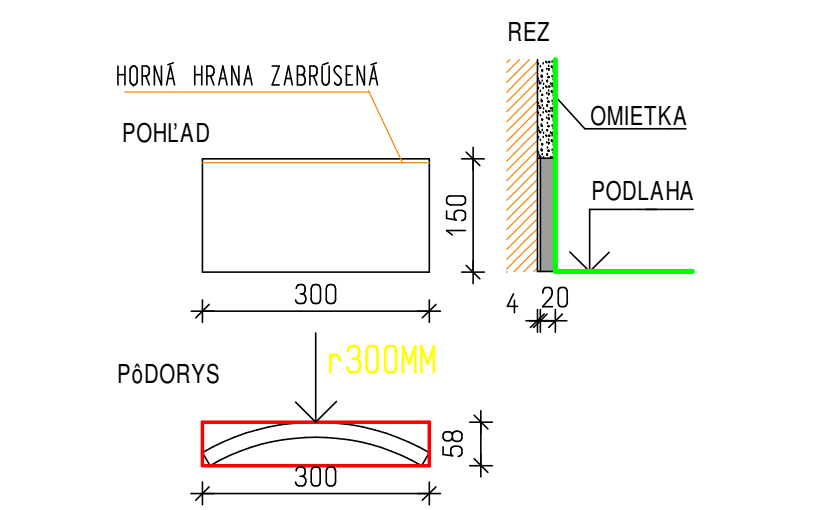 REZ
HORNÁ HRANA ZABRÚSENÁ
POHĽAD
OMIETKA
PODLAHA
150
300
4 20
r300MM
PôDORYS
58
300